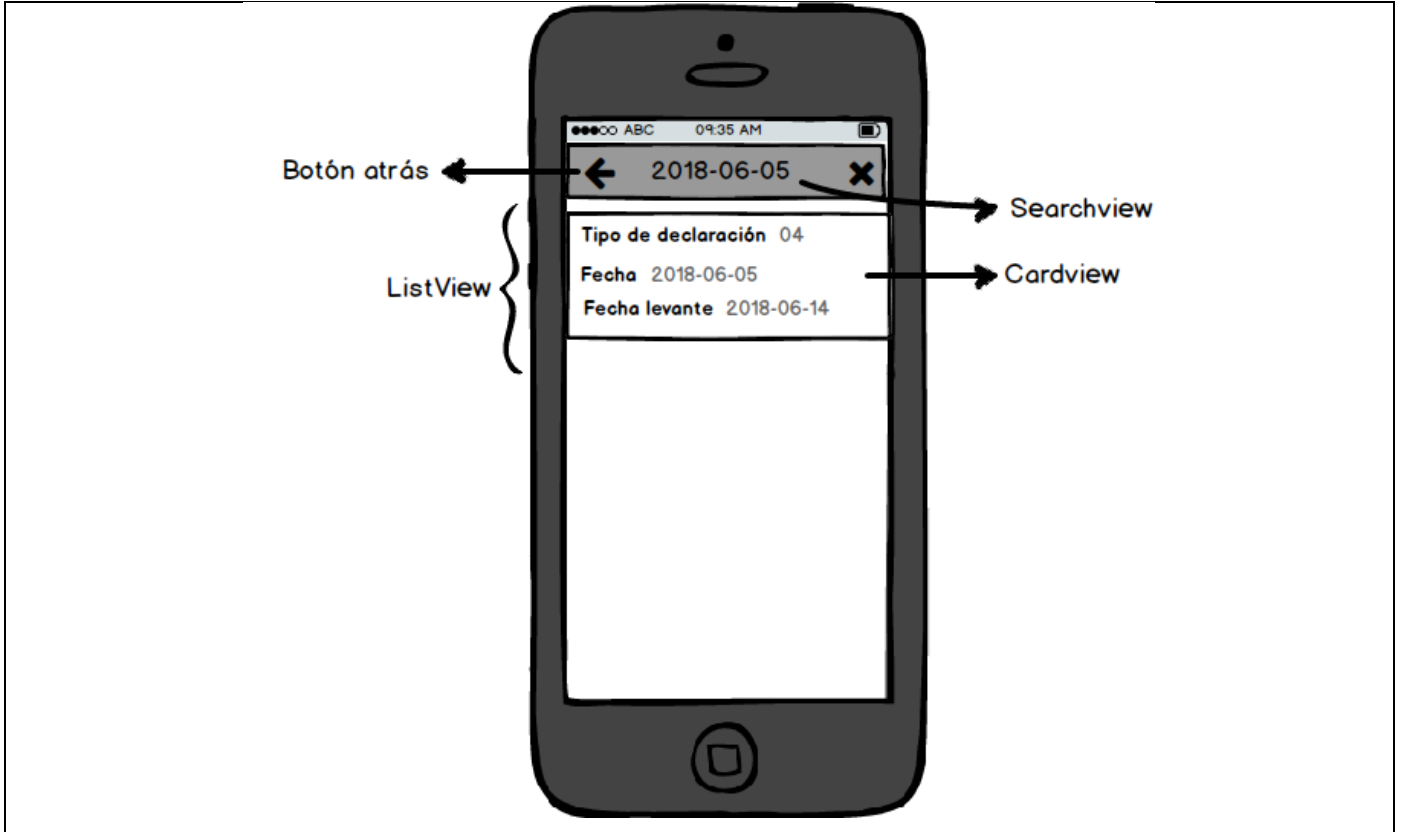 ABC 09:35 AM
Botón atrás
2018-06-05
Searchview
Tipo de declaración 04
ListView
Fecha 2018-06-05
Cardview
Fecha levante 2018-06-14